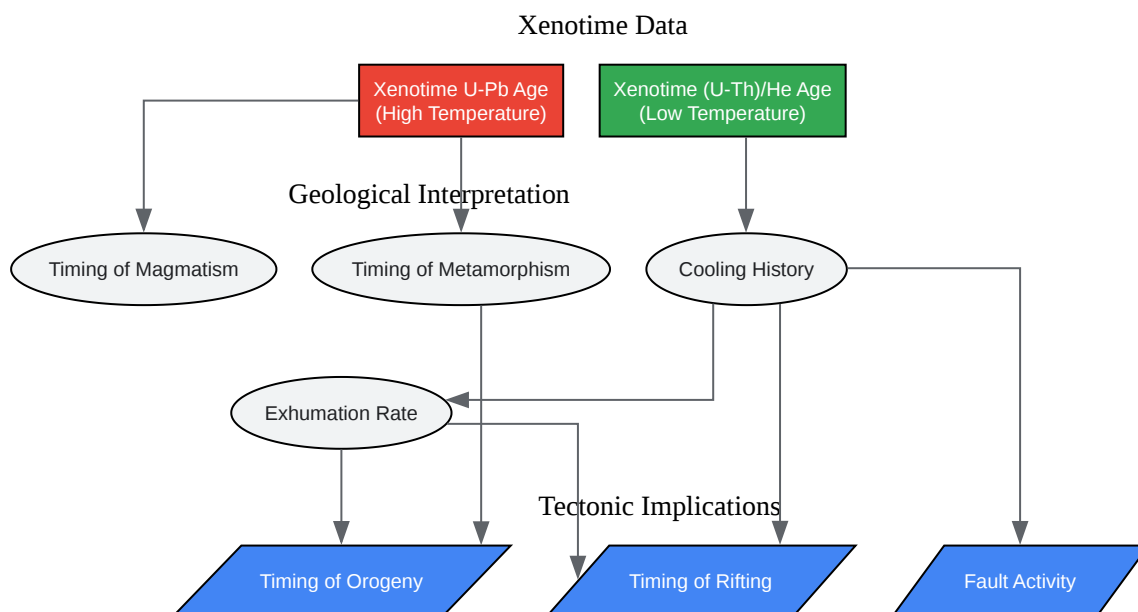 Xenotime Data
Xenotime U-Pb Age
(High Temperature)
Xenotime (U-Th)/He Age
(Low Temperature)
Geological Interpretation
Timing of Magmatism
Timing of Metamorphism
Cooling History
Exhumation Rate
Tectonic Implications
Timing of Orogeny
Timing of Rifting
Fault Activity